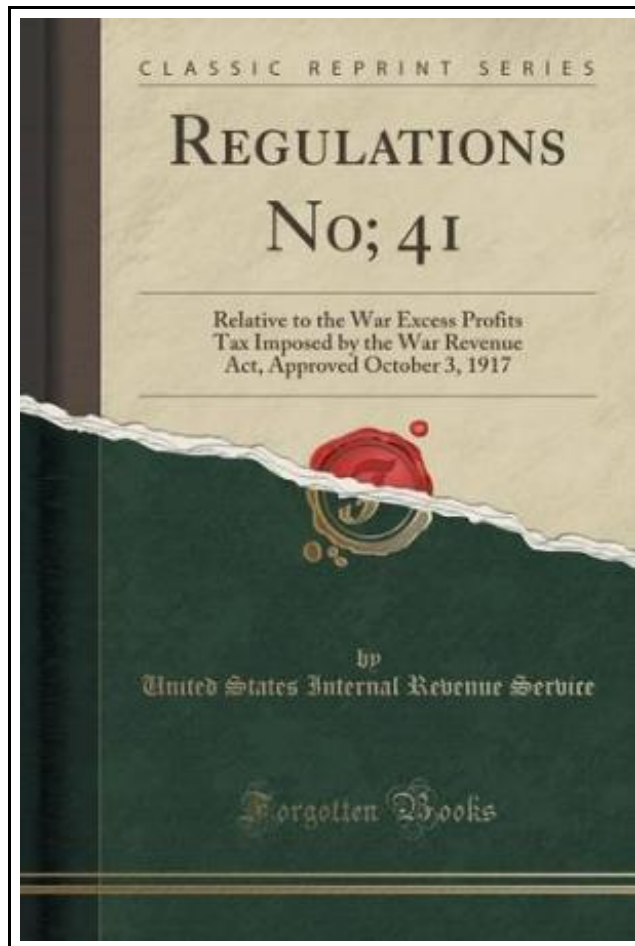 CLASSIC REPRINT SERIES
REGULATIONS
NO; 41
Relative to the War Excess Profits
Tax Imposed by the War Revenue
Act, Approved October 3, 1917
F
by
United States Internal Revenue Service
Forgotten Books